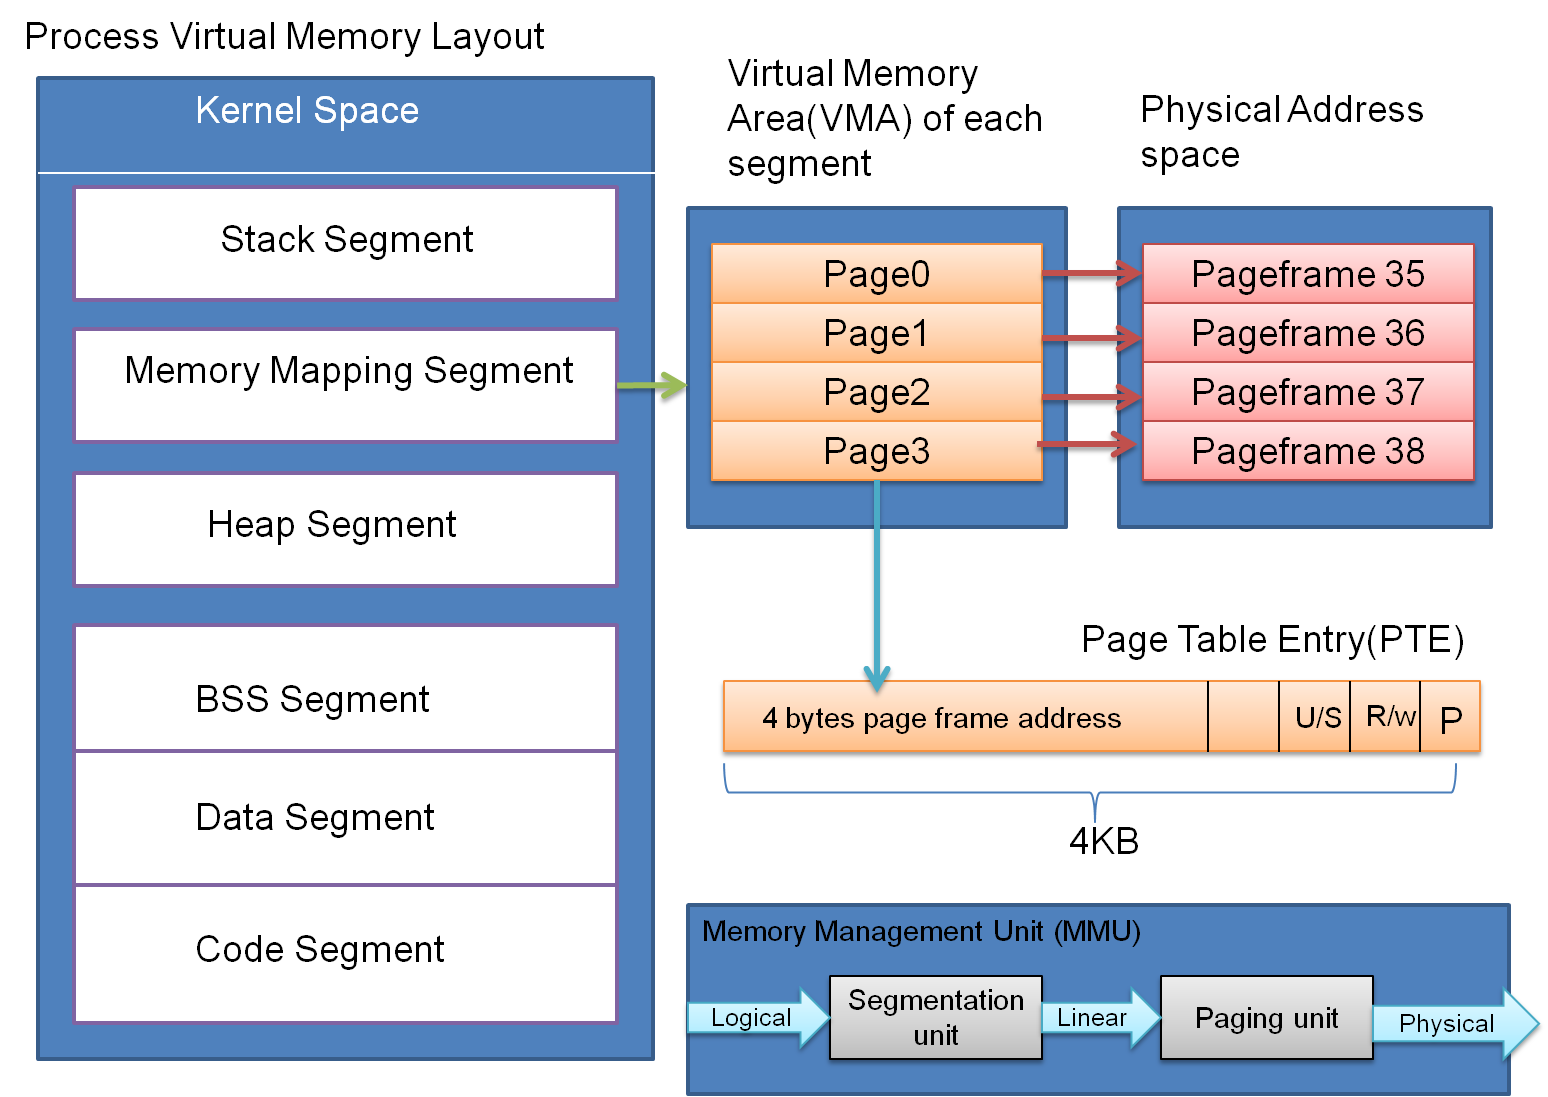 Process Virtual Memory Layout
Kernel Space
Stack Segment
Memory Mapping Segment
Heap Segment
BSS Segment
Data Segment
Code Segment
Virtual Memory
Area(VMA) of each
segment
Page0
Page1
Page2
Page3
Physical Address
space
Pageframe 35
Pageframe 36
Pageframe 37
Pageframe 38
Page Table Entry(PTE)
4 bytes page frame address
U/S
R/w
P
4KB
Memory Management Unit (MMU)
Logical
Segmentation
unit
Linear
Paging unit
Physical